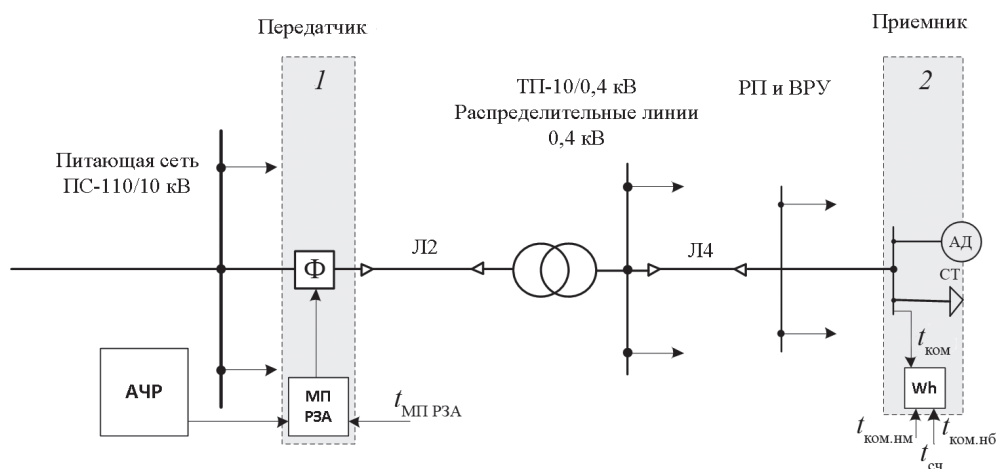 Передатчик
Приемник
1
2
ТП-10/0,4 кВ
Распределительные линии
0,4 кВ
РП и ВРУ
Питающая сеть
ПС-110/10 кВ
Л2
Л4
Ф
АД
СТ
tком
АЧР
МП
РЗА
tМП РЗА
Wh
tком.нм
tком.нб
tсч